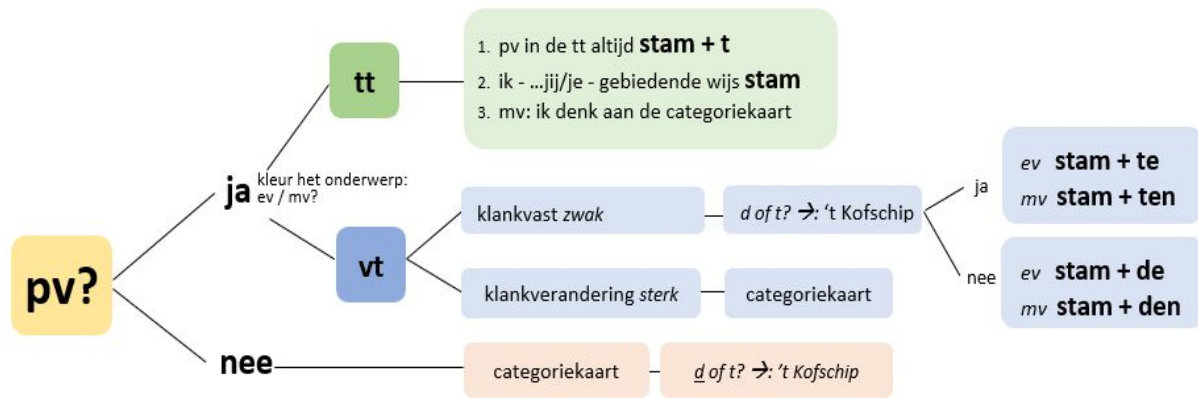 pv?
ja
kleur het onderwerp:
ev / mv?
tt
1. pv in de tt altijd stam + t
2. ik - ...jij/je - gebiedende wijs stam
3. mv: ik denk aan de categoriekaart
vt
klankvast zwak
d of t? →: ‘t Kofschip
ja
ev stam + te
mv stam + ten
nee
ev stam + de
mv stam + den
klankverandering sterk
categoriekaart
nee
categoriekaart
d of t? →: ’t Kofschip